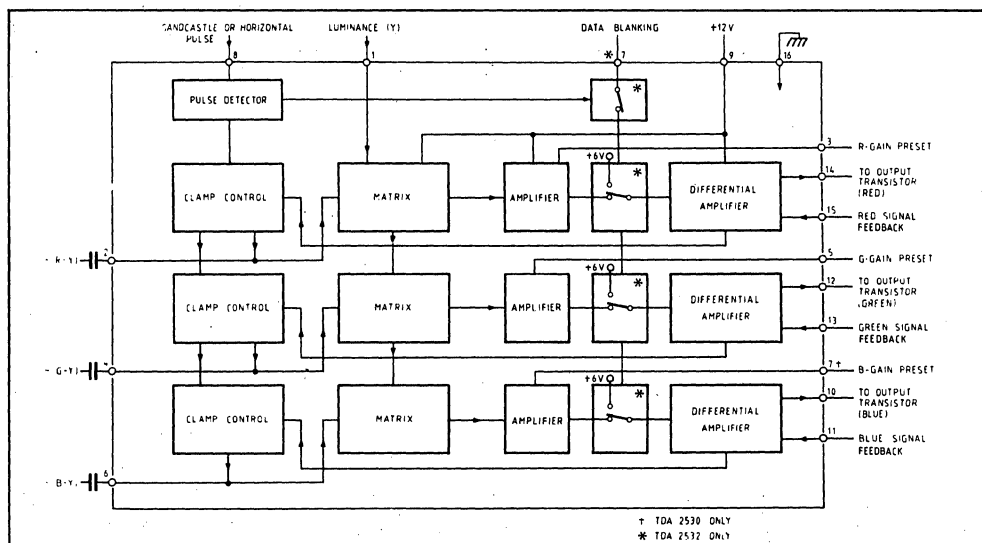 SANDCASTLE OR HORIZONTAL
PULSE
LUMINANCE (Y)
DATA BLANKING
+12V
8
1
* 7
9
16
PULSE DETECTOR
*
3
R-GAIN PRESET
CLAMP CONTROL
MATRIX
AMPLIFIER
+6V
*
DIFFERENTIAL
AMPLIFIER
14
TO OUTPUT
TRANSISTOR
(RED)
15
RED SIGNAL
FEEDBACK
-(R-Y)
2
5
G-GAIN PRESET
CLAMP CONTROL
MATRIX
AMPLIFIER
+6V
*
DIFFERENTIAL
AMPLIFIER
12
TO OUTPUT
TRANSISTOR
(GREEN)
13
GREEN SIGNAL
FEEDBACK
-(G-Y)
7 †
B-GAIN PRESET
CLAMP CONTROL
MATRIX
AMPLIFIER
+6V
*
DIFFERENTIAL
AMPLIFIER
10
TO OUTPUT
TRANSISTOR
(BLUE)
11
BLUE SIGNAL
FEEDBACK
-(B-Y)
6
† TDA 2530 ONLY
* TDA 2532 ONLY